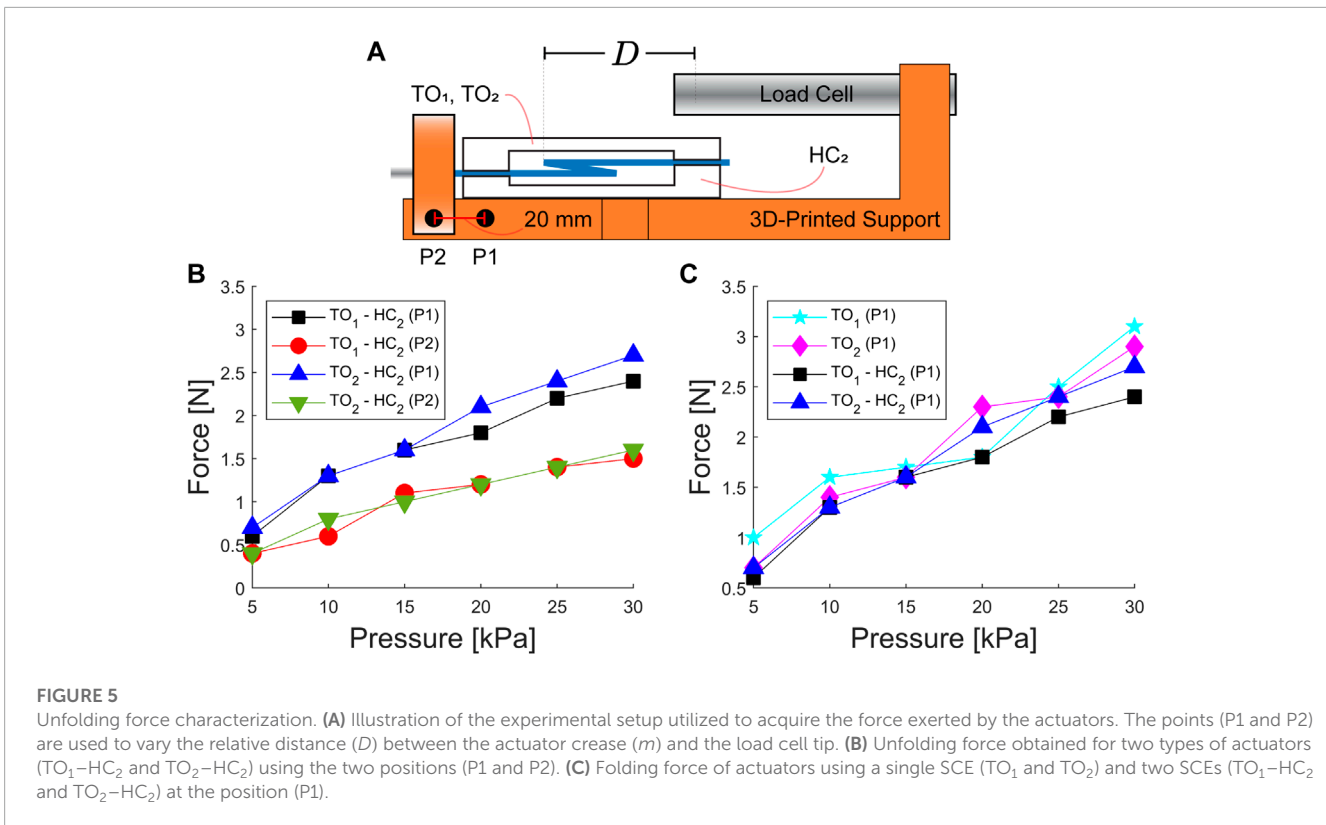 A
D
Load Cell
TO₁, TO₂
HC₂
20 mm
3D-Printed Support
P2
P1
B
3.5
3
2.5
2
1.5
1
0.5
0
Force [N]
TO₁ - HC₂ (P1)
TO₁ - HC₂ (P2)
TO₂ - HC₂ (P1)
TO₂ - HC₂ (P2)
5 10 15 20 25 30
Pressure [kPa]
C
3.5
3
2.5
2
1.5
1
0.5
Force [N]
TO₁ (P1)
TO₂ (P1)
TO₁ - HC₂ (P1)
TO₂ - HC₂ (P1)
5 10 15 20 25 30
Pressure [kPa]
FIGURE 5
Unfolding force characterization. (A) Illustration of the experimental setup utilized to acquire the force exerted by the actuators. The points (P1 and P2)
are used to vary the relative distance (D) between the actuator crease (m) and the load cell tip. (B) Unfolding force obtained for two types of actuators
(TO₁–HC₂ and TO₂–HC₂) using the two positions (P1 and P2). (C) Folding force of actuators using a single SCE (TO₁ and TO₂) and two SCEs (TO₁–HC₂
and TO₂–HC₂) at the position (P1).